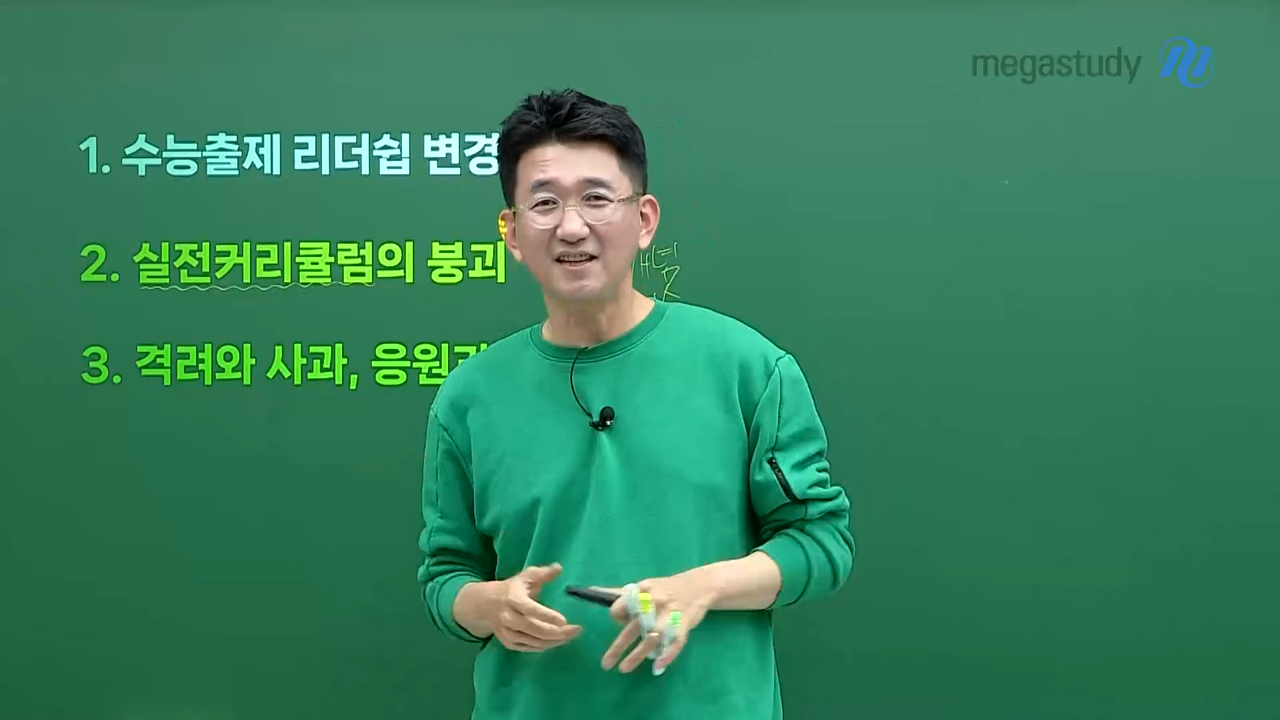 megastudy
1. 수능출제 리더쉽 변경
2. 실전커리큘럼의 붕괴
3. 격려와 사과, 응원